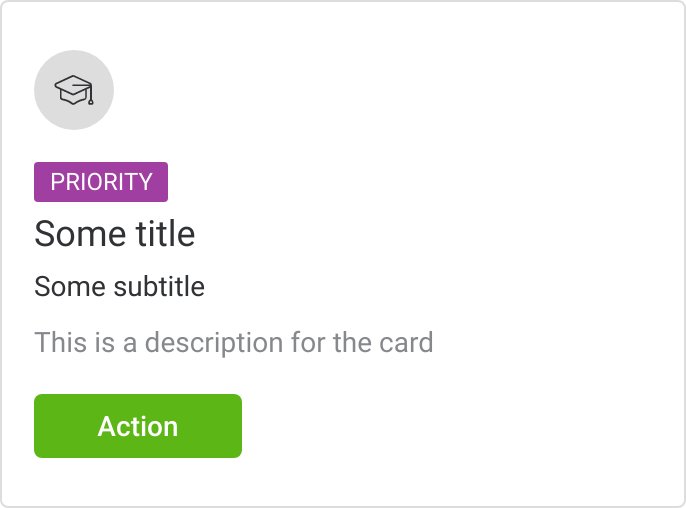 PRIORITY
Some title
Some subtitle
This is a description for the card
Action